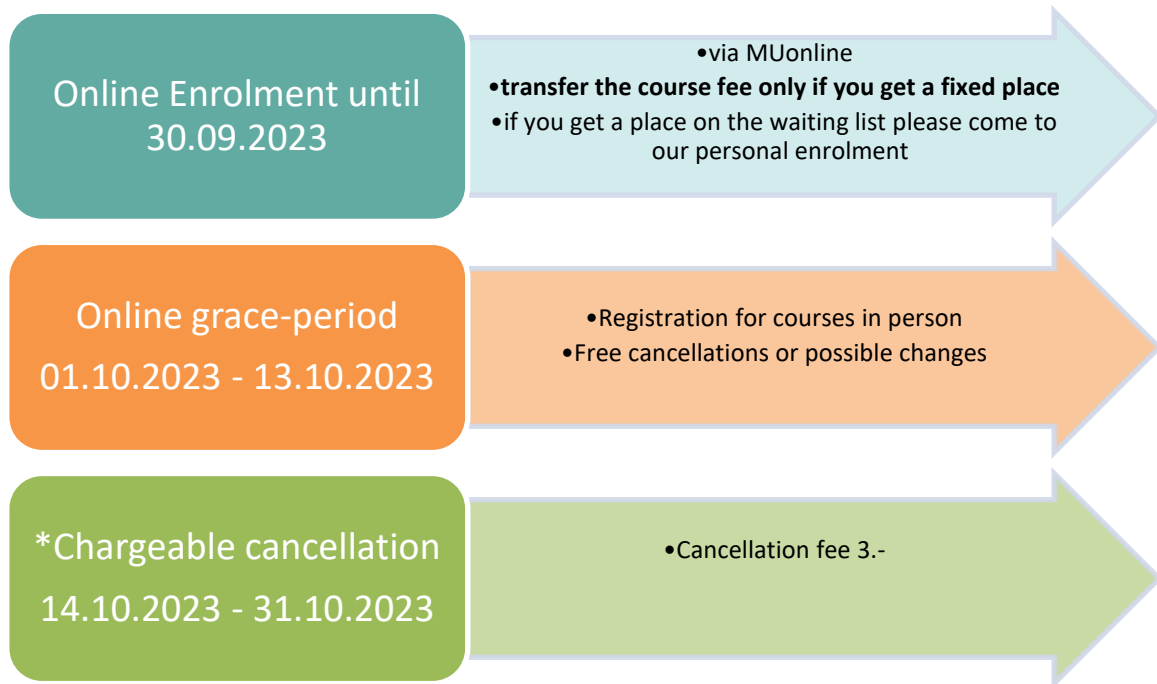 Online Enrolment until
30.09.2023
•via MUonline
•transfer the course fee only if you get a fixed place
•if you get a place on the waiting list please come to
our personal enrolment
Online grace-period
01.10.2023 - 13.10.2023
•Registration for courses in person
•Free cancellations or possible changes
*Chargeable cancellation
14.10.2023 - 31.10.2023
•Cancellation fee 3.-